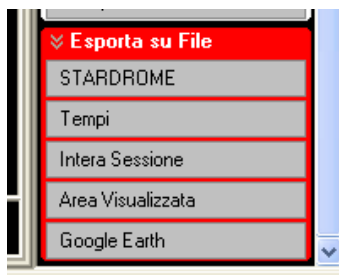 Esporta su File
STARDROME
Tempi
Intera Sessione
Area Visualizzata
Google Earth